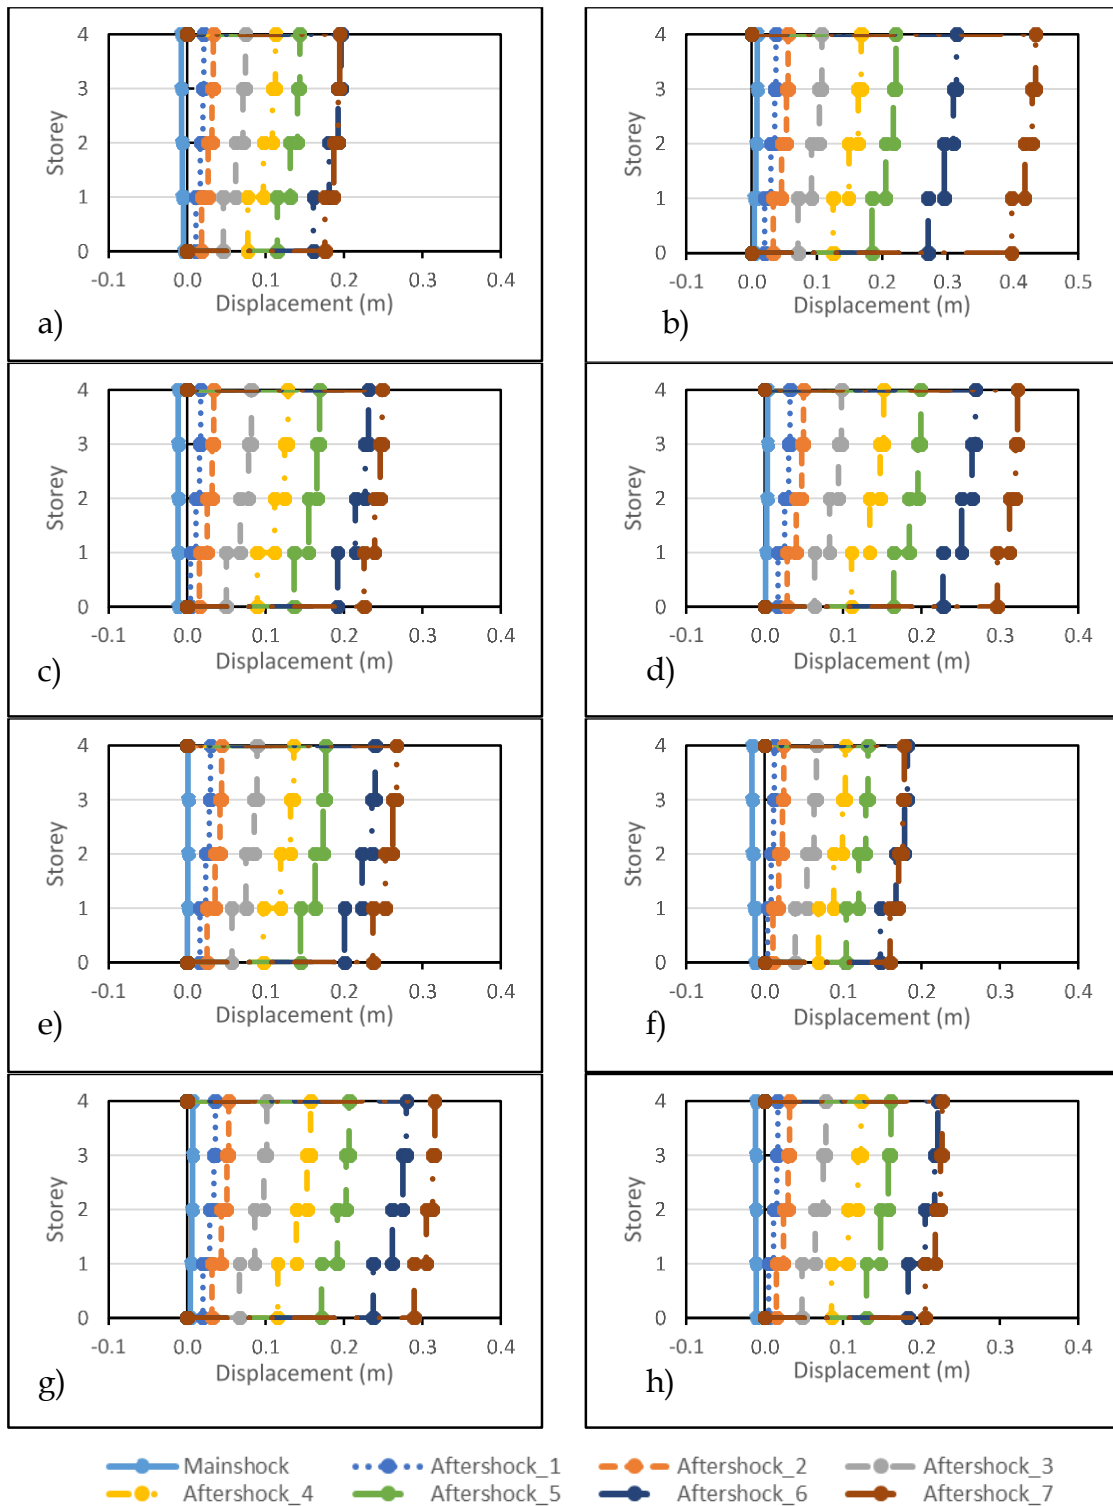 4
3
2
1
0
-0.1 0.0 0.1 0.2 0.3 0.4
Storey
Displacement (m)
a)
4
3
2
1
0
0.0 0.1 0.2 0.3 0.4 0.5
Storey
Displacement (m)
b)
4
3
2
1
0
-0.1 0.0 0.1 0.2 0.3 0.4
Storey
Displacement (m)
c)
4
3
2
1
0
-0.1 0.0 0.1 0.2 0.3 0.4
Storey
Displacement (m)
d)
4
3
2
1
0
-0.1 0.0 0.1 0.2 0.3 0.4
Storey
Displacement (m)
e)
4
3
2
1
0
-0.1 0.0 0.1 0.2 0.3 0.4
Storey
Displacement (m)
f)
4
3
2
1
0
-0.1 0.0 0.1 0.2 0.3 0.4
Storey
Displacement (m)
g)
4
3
2
1
0
-0.1 0.0 0.1 0.2 0.3 0.4
Storey
Displacement (m)
h)
Mainshock Aftershock_1 Aftershock_2 Aftershock_3
Aftershock_4 Aftershock_5 Aftershock_6 Aftershock_7